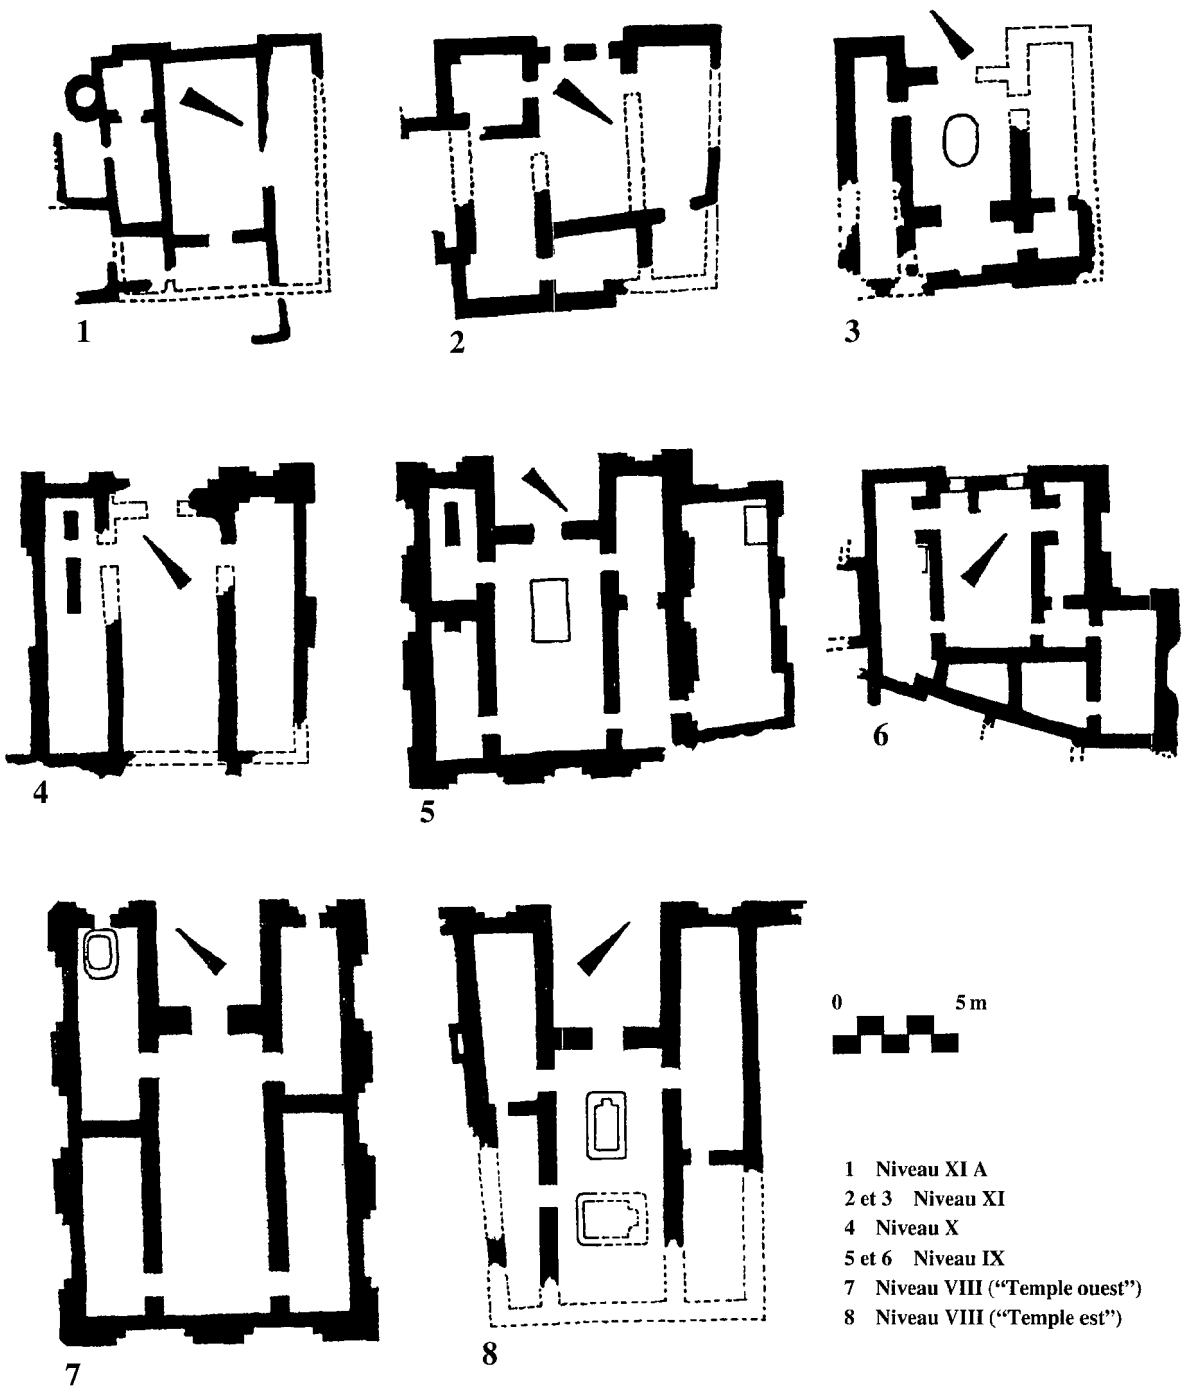 1
2
3
4
5
6
7
8
0 5 m
1 Niveau XI A
2 et 3 Niveau XI
4 Niveau X
5 et 6 Niveau IX
7 Niveau VIII (“Temple ouest”)
8 Niveau VIII (“Temple est”)